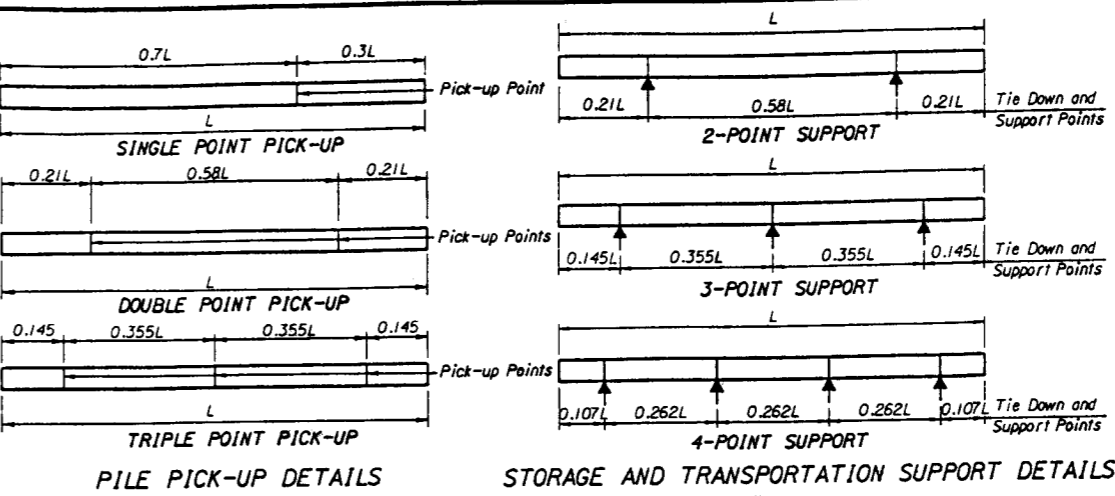 0.7L 0.3L
Pick-up Point
L
SINGLE POINT PICK-UP
0.21L 0.58L 0.21L
Pick-up Points
L
DOUBLE POINT PICK-UP
0.145 0.355L 0.355L 0.145
Pick-up Points
L
TRIPLE POINT PICK-UP
PILE PICK-UP DETAILS
L
0.21L 0.58L 0.21L Tie Down and
Support Points
2-POINT SUPPORT
L
0.145L 0.355L 0.355L 0.145L Tie Down and
Support Points
3-POINT SUPPORT
L
0.107L 0.262L 0.262L 0.262L 0.107L Tie Down and
Support Points
4-POINT SUPPORT
STORAGE AND TRANSPORTATION SUPPORT DETAILS